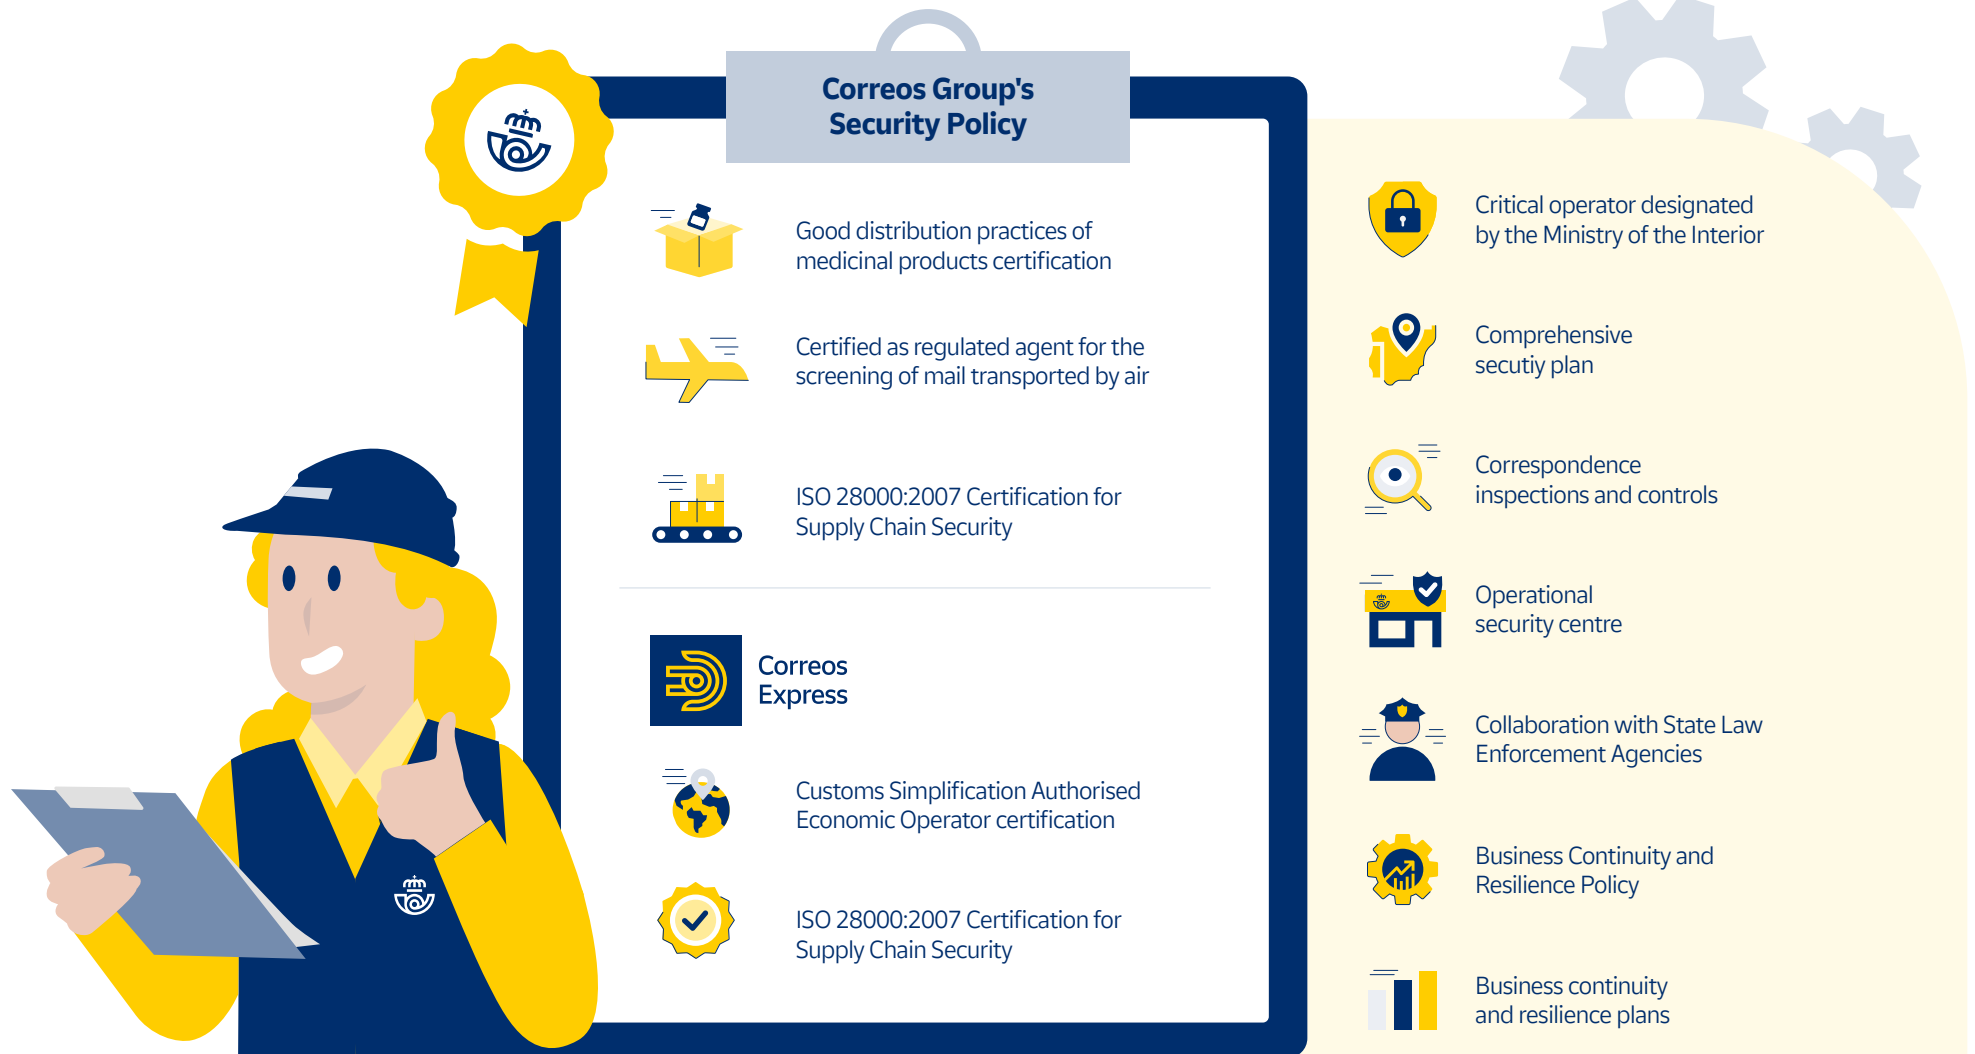 Correos Group's
Security Policy
Good distribution practices of
medicinal products certification
Certified as regulated agent for the
screening of mail transported by air
ISO 28000:2007 Certification for
Supply Chain Security
Correos
Express
Customs Simplification Authorised
Economic Operator certification
ISO 28000:2007 Certification for
Supply Chain Security
Critical operator designated
by the Ministry of the Interior
Comprehensive
secutiy plan
Correspondence
inspections and controls
Operational
security centre
Collaboration with State Law
Enforcement Agencies
Business Continuity and
Resilience Policy
Business continuity
and resilience plans